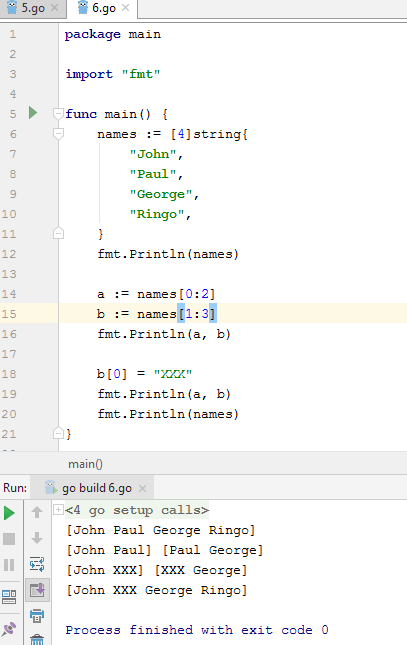 5.go 6.go
1 package main
2
3 import "fmt"
4
5 func main() {
6 names := [4]string{
7 "John",
8 "Paul",
9 "George",
10 "Ringo",
11 }
12 fmt.Println(names)
13
14 a := names[0:2]
15 b := names[1:3]
16 fmt.Println(a, b)
17
18 b[0] = "XXX"
19 fmt.Println(a, b)
20 fmt.Println(names)
21 }
main()
Run: go build 6.go
<4 go setup calls>
[John Paul George Ringo]
[John Paul] [Paul George]
[John XXX] [XXX George]
[John XXX George Ringo]
Process finished with exit code 0